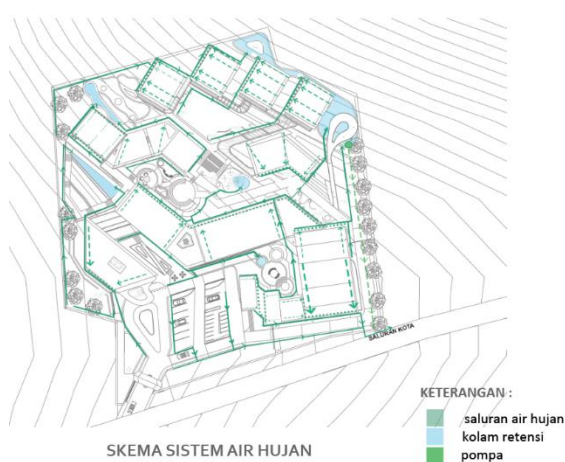 SALURAN KOTA
KETERANGAN :
saluran air hujan
kolam retensi
pompa
SKEMA SISTEM AIR HUJAN